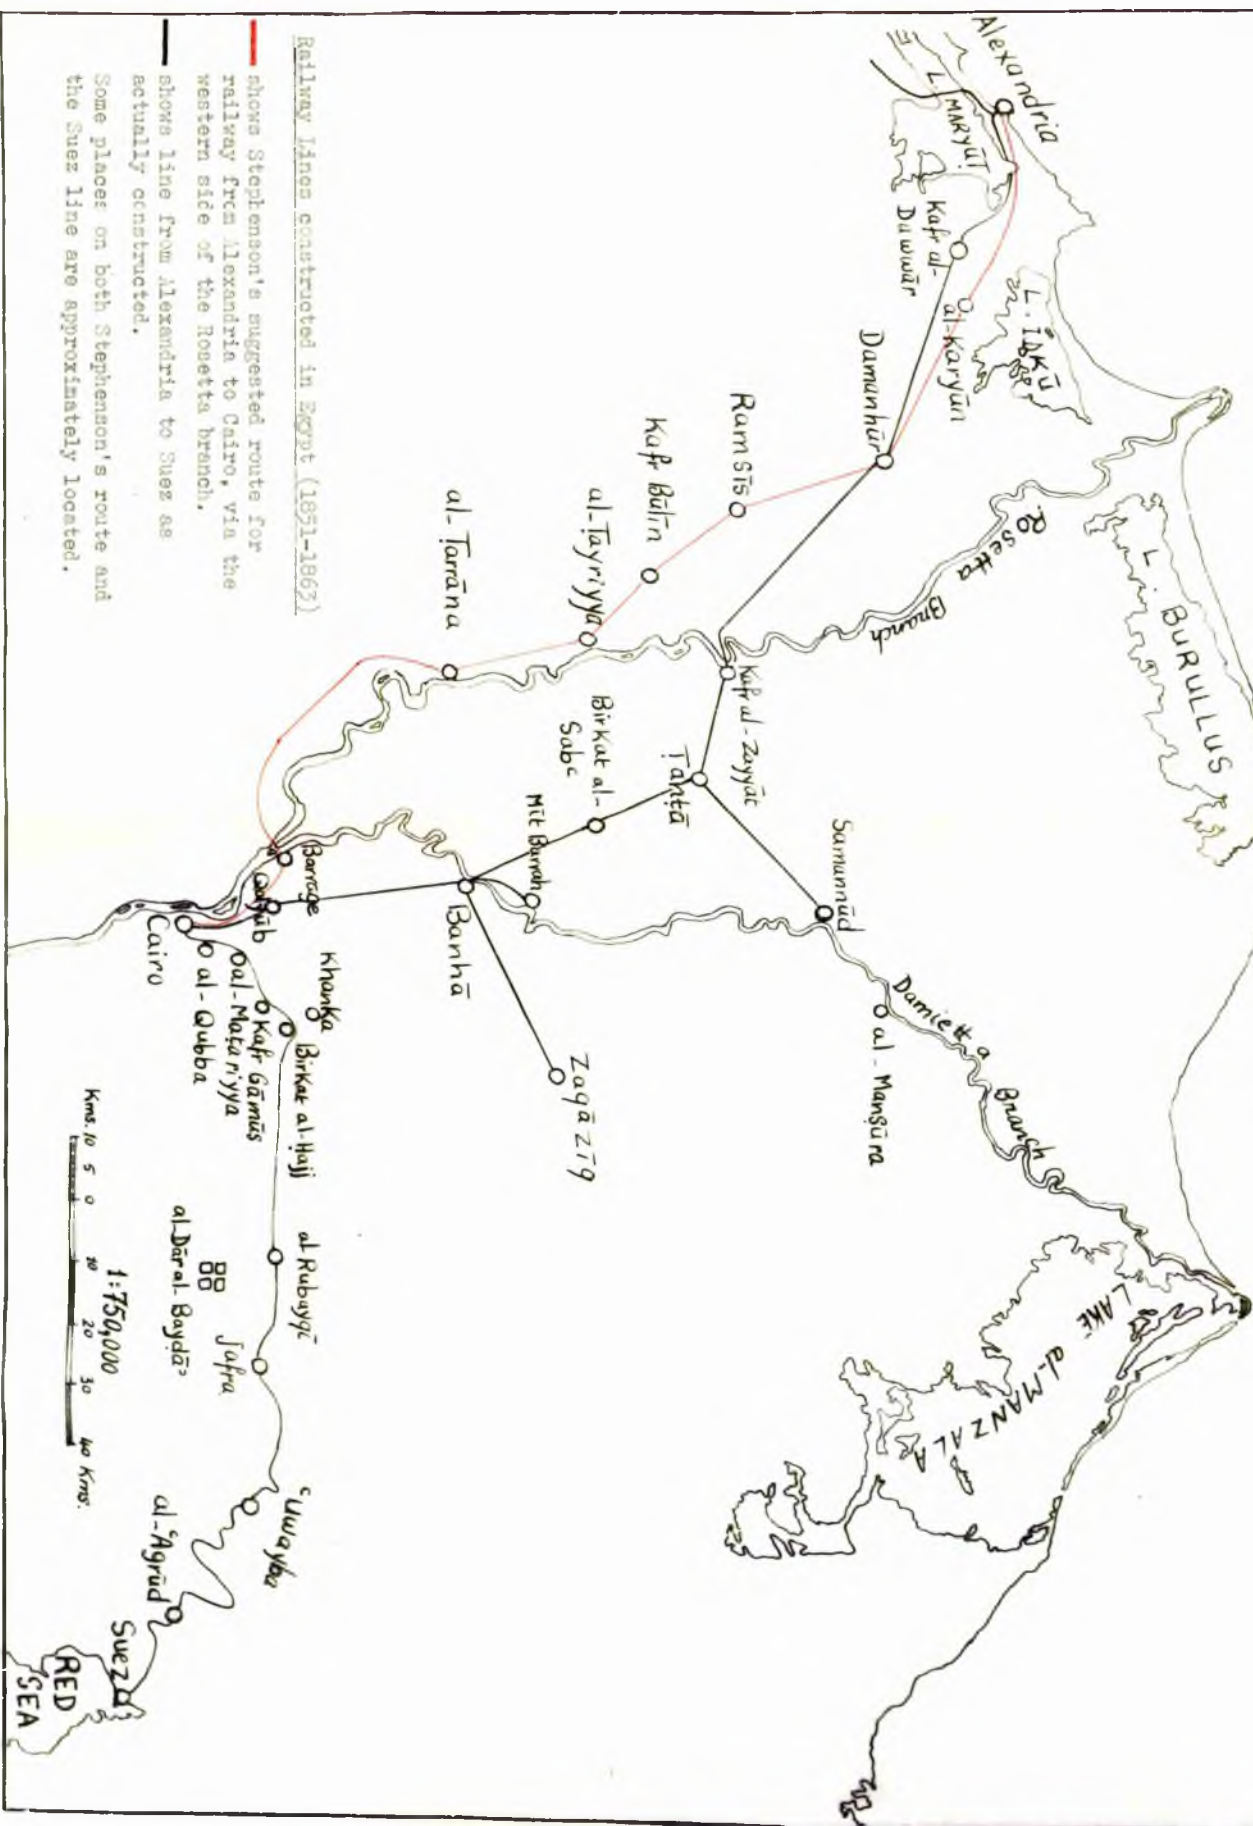 Railway Lines constructed in Egypt (1851-1863)
shows Stephenson's suggested route for
railway from Alexandria to Cairo, via the
western side of the Rosetta branch.
shows line from Alexandria to Suez as
actually constructed.
Some places on both Stephenson's route and
the Suez line are approximately located.
Alexandria
L. MARYŪṬ
Kafr al-
Dawwār
al-Karyūn
L. IDKŪ
Damanhūr
Ramsīs
Kafr Būlīn
al-Ṭayriyya
al-Ṭarrāna
Rosetta Branch
L. BURULLUS
Kafr al-Zayyāt
Ṭanṭā
Birkat al-
Sabᶜ
Mīt Burrah
Samannūd
Banhā
Barrage
Qalyūb
Cairo
al-Qubba
al-Maṭariyya
Kafr Gāmūs
Birkat al-Ḥajj
Khanka
Zagāzīg
Damietta Branch
al-Manṣūra
LAKE al-MANZALA
al Rubayqī
al-Dār al-Bayḍāʾ
Jafra
ᶜUwayba
al-ᶜAgrūd
Suez
RED
SEA
Kms. 10 5 0 10 20 30 40 Kms.
1:750,000